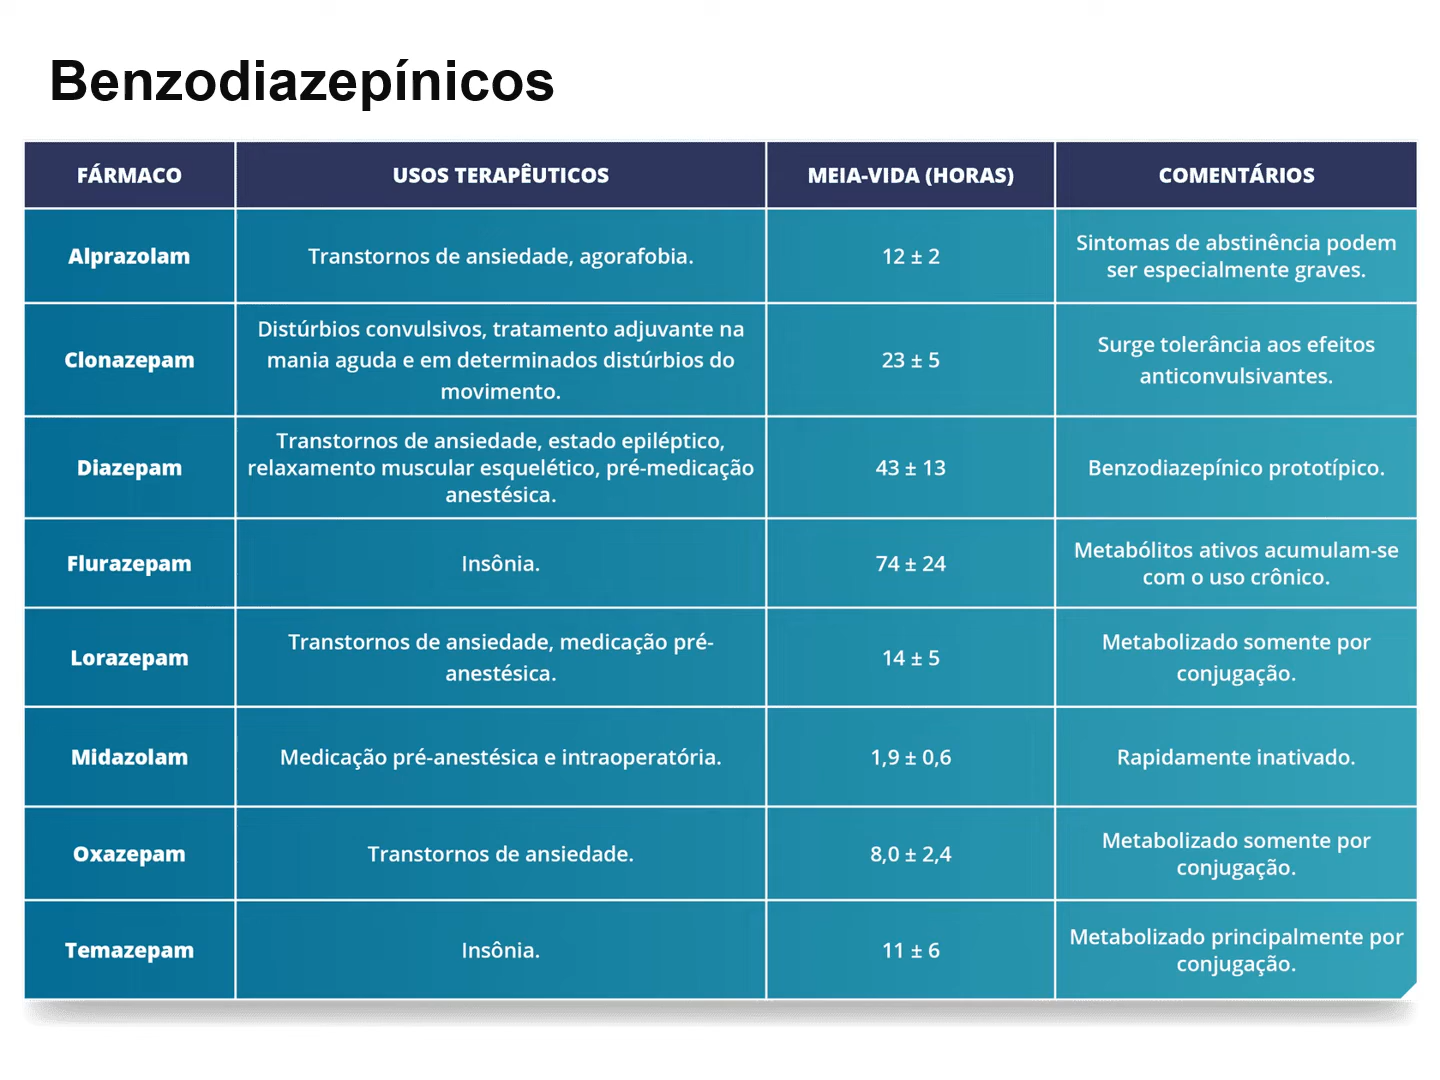 Benzodiazepínicos
FÁRMACO USOS TERAPÊUTICOS MEIA-VIDA (HORAS) COMENTÁRIOS
Alprazolam
Transtornos de ansiedade, agorafobia.
12 ± 2
Sintomas de abstinência podem
ser especialmente graves.
Clonazepam
Distúrbios convulsivos, tratamento adjuvante na
mania aguda e em determinados distúrbios do
movimento.
23 ± 5
Surge tolerância aos efeitos
anticonvulsivantes.
Diazepam
Transtornos de ansiedade, estado epiléptico,
relaxamento muscular esquelético, pré-medicação
anestésica.
43 ± 13
Benzodiazepínico prototípico.
Flurazepam
Insônia.
74 ± 24
Metabólitos ativos acumulam-se
com o uso crônico.
Lorazepam
Transtornos de ansiedade, medicação pré-
anestésica.
14 ± 5
Metabolizado somente por
conjugação.
Midazolam
Medicação pré-anestésica e intraoperatória.
1,9 ± 0,6
Rapidamente inativado.
Oxazepam
Transtornos de ansiedade.
8,0 ± 2,4
Metabolizado somente por
conjugação.
Temazepam
Insônia.
11 ± 6
Metabolizado principalmente por
conjugação.